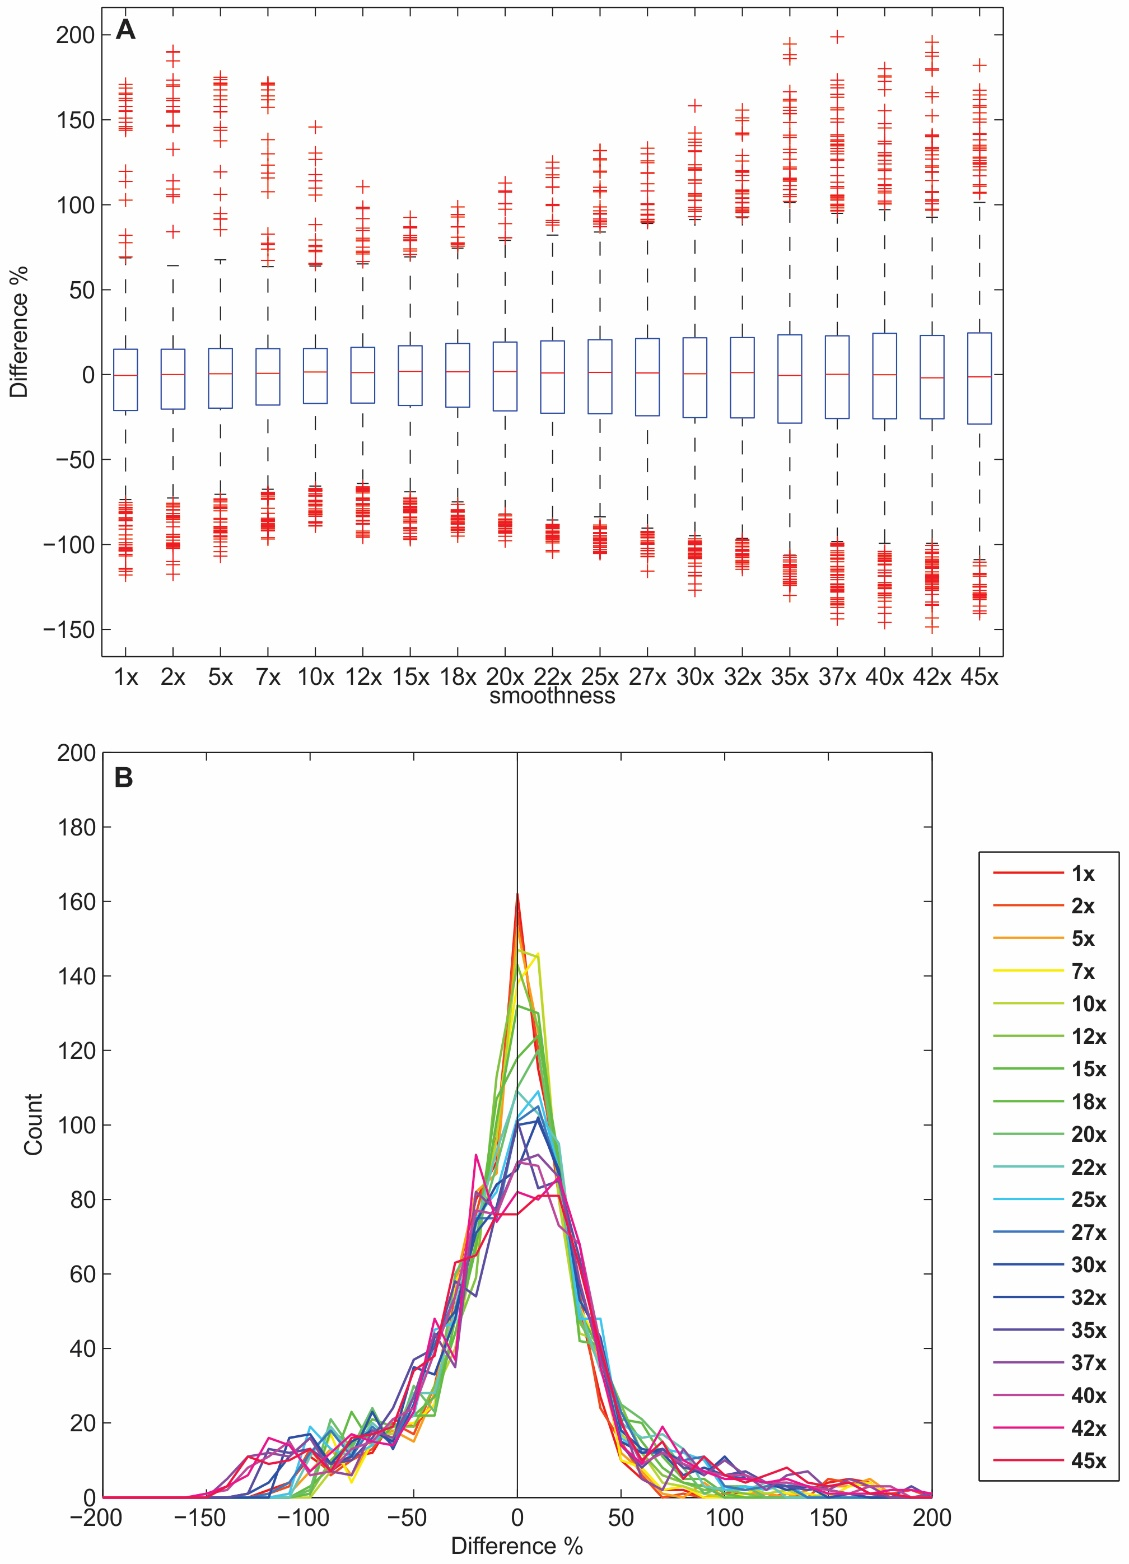 A
200
150
100
50
0
−50
−100
−150
Difference %
1x 2x 5x 7x 10x 12x 15x 18x 20x 22x 25x 27x 30x 32x 35x 37x 40x 42x 45x
smoothness
B
200
180
160
140
120
100
80
60
40
20
0
Count
−200 −150 −100 −50 0 50 100 150 200
Difference %
1x
2x
5x
7x
10x
12x
15x
18x
20x
22x
25x
27x
30x
32x
35x
37x
40x
42x
45x